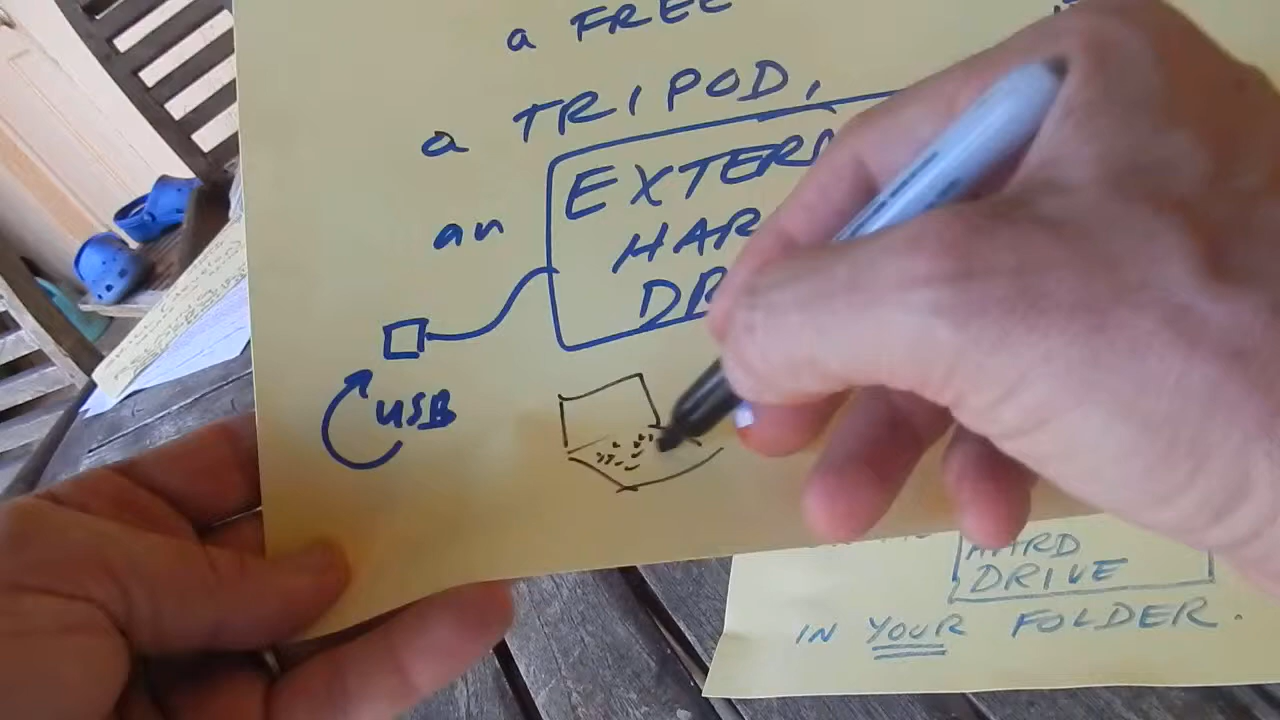 a FREE
a TRIPOD,
an EXTER
HAR
DR
USB
HARD
DRIVE
IN YOUR FOLDER.